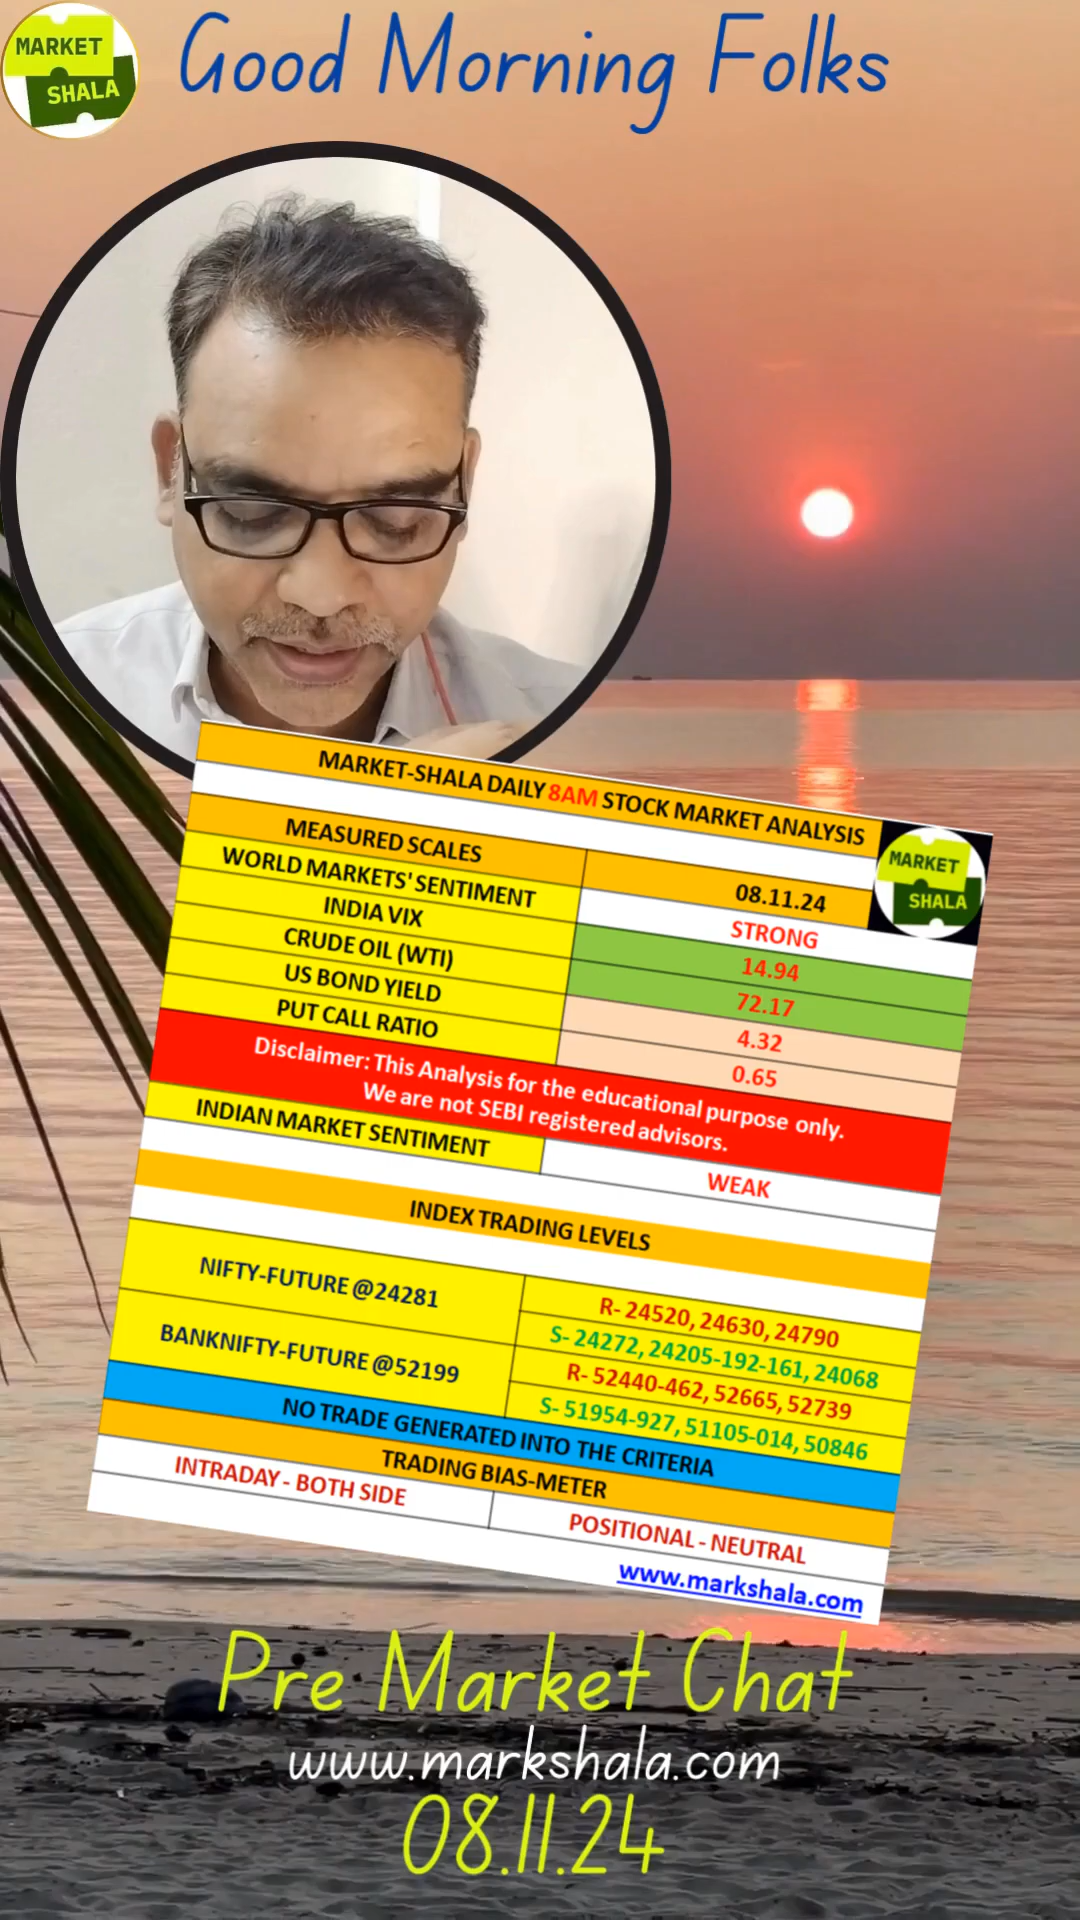 MARKET
SHALA
Good Morning Folks
MARKET-SHALA DAILY 8AM STOCK MARKET ANALYSIS
MARKET
SHALA
MEASURED SCALES
08.11.24
WORLD MARKETS' SENTIMENT
STRONG
INDIA VIX
14.94
CRUDE OIL (WTI)
72.17
US BOND YIELD
4.32
PUT CALL RATIO
0.65
Disclaimer: This Analysis for the educational purpose only.
We are not SEBI registered advisors.
INDIAN MARKET SENTIMENT
WEAK
INDEX TRADING LEVELS
NIFTY-FUTURE @24281
R- 24520, 24630, 24790
S- 24272, 24205-192-161, 24068
BANKNIFTY-FUTURE @52199
R- 52440-462, 52665, 52739
S- 51954-927, 51105-014, 50846
NO TRADE GENERATED INTO THE CRITERIA
TRADING BIAS-METER
INTRADAY - BOTH SIDE
POSITIONAL - NEUTRAL
www.markshala.com
Pre Market Chat
www.markshala.com
08.11.24